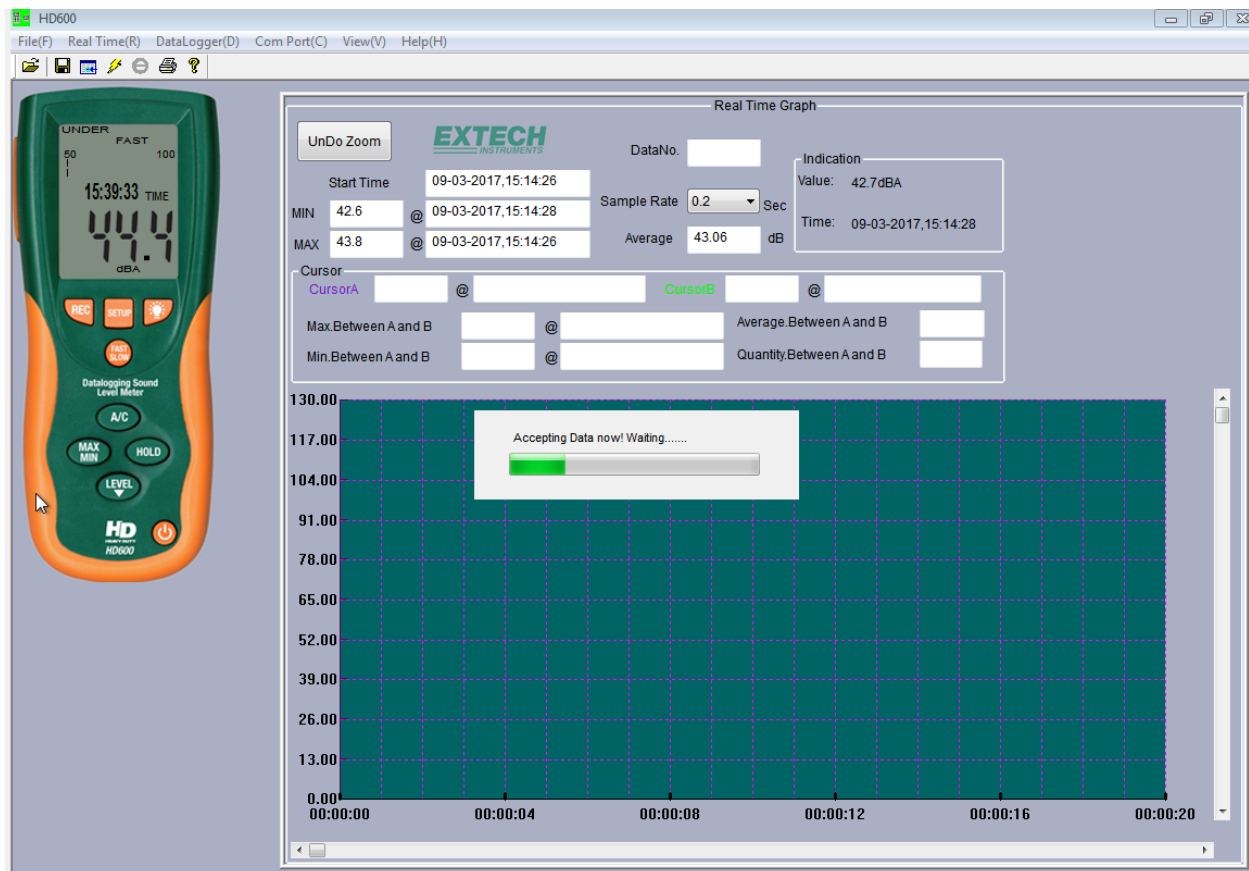 HD600
File(F) Real Time(R) DataLogger(D) Com Port(C) View(V) Help(H)
UNDER
FAST
50 100
15:39:33 TIME
44.4
dBA
REC SETUP
FAST
SLOW
Datalogging Sound
Level Meter
A/C
MAX
MIN
HOLD
LEVEL
HD
HEAVY DUTY
HD600
Real Time Graph
UnDo Zoom
EXTECH
INSTRUMENTS
DataNo.
Start Time 09-03-2017,15:14:26
MIN 42.6 @ 09-03-2017,15:14:28
MAX 43.8 @ 09-03-2017,15:14:26
Sample Rate 0.2 Sec
Average 43.06 dB
Indication
Value: 42.7dBA
Time: 09-03-2017,15:14:28
Cursor
CursorA @ CursorB @
Max.Between A and B @ Average.Between A and B
Min.Between A and B @ Quantity.Between A and B
130.00
117.00
104.00
91.00
78.00
65.00
52.00
39.00
26.00
13.00
0.00
Accepting Data now! Waiting.......
00:00:00 00:00:04 00:00:08 00:00:12 00:00:16 00:00:20